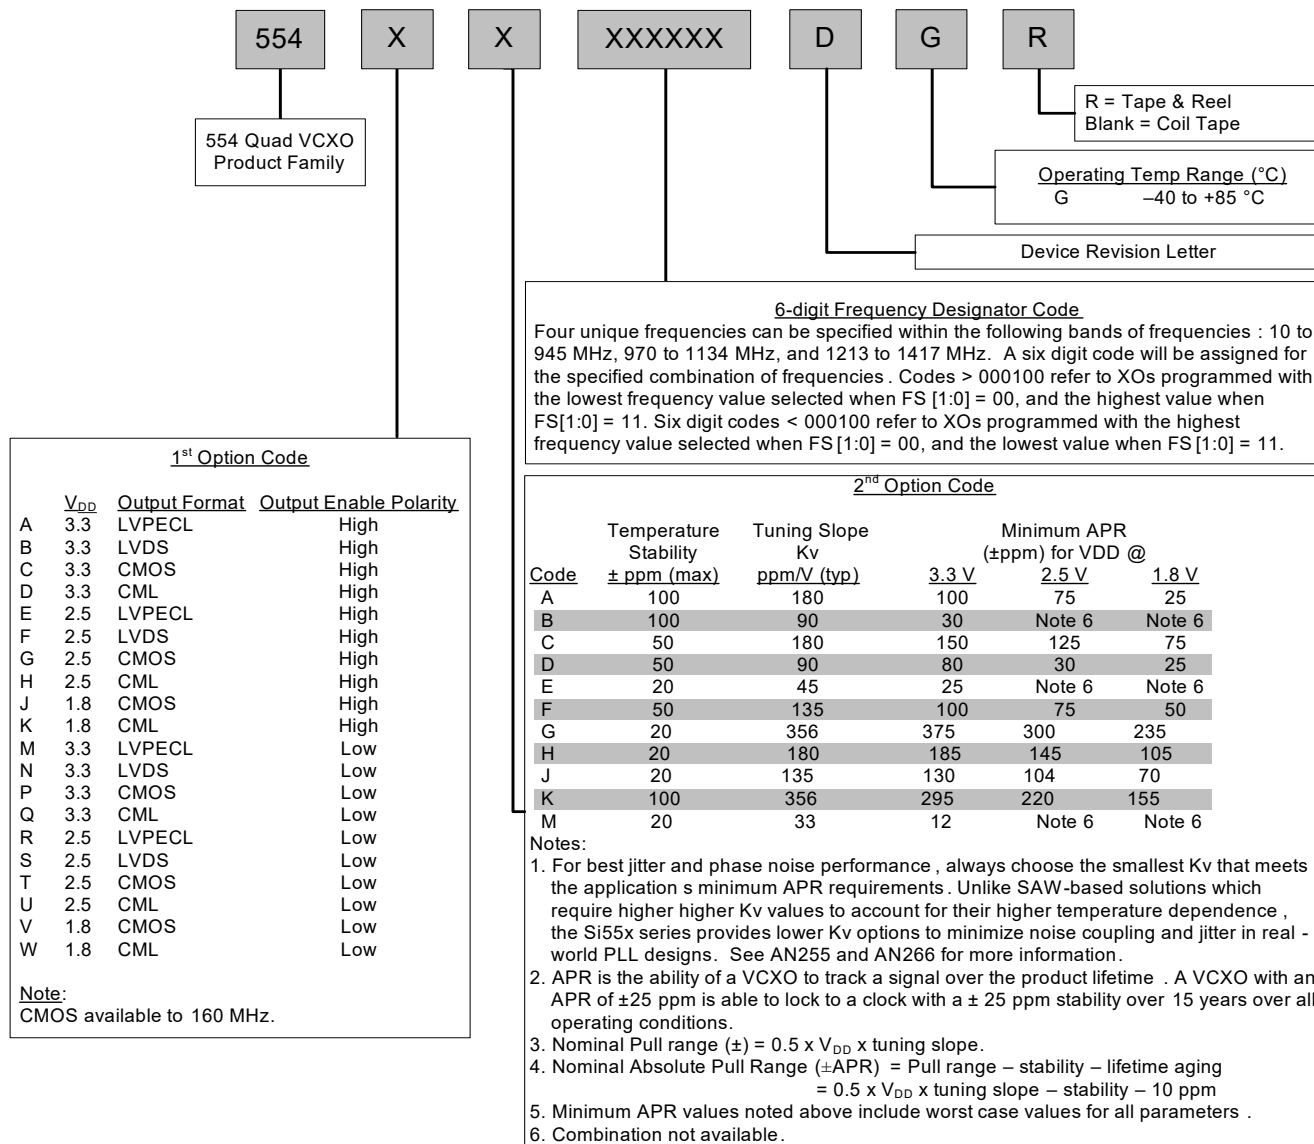 554 X X XXXXXX D G R
R = Tape & Reel
Blank = Coil Tape
554 Quad VCXO
Product Family
Operating Temp Range (°C)
G –40 to +85 °C
Device Revision Letter
6-digit Frequency Designator Code
Four unique frequencies can be specified within the following bands of frequencies : 10 to
945 MHz, 970 to 1134 MHz, and 1213 to 1417 MHz. A six digit code will be assigned for
the specified combination of frequencies . Codes > 000100 refer to XOs programmed with
the lowest frequency value selected when FS [1:0] = 00, and the highest value when
FS[1:0] = 11. Six digit codes < 000100 refer to XOs programmed with the highest
frequency value selected when FS [1:0] = 00, and the lowest value when FS [1:0] = 11.
1st Option Code
VDD Output Format Output Enable Polarity
A 3.3 LVPECL High
B 3.3 LVDS High
C 3.3 CMOS High
D 3.3 CML High
E 2.5 LVPECL High
F 2.5 LVDS High
G 2.5 CMOS High
H 2.5 CML High
J 1.8 CMOS High
K 1.8 CML High
M 3.3 LVPECL Low
N 3.3 LVDS Low
P 3.3 CMOS Low
Q 3.3 CML Low
R 2.5 LVPECL Low
S 2.5 LVDS Low
T 2.5 CMOS Low
U 2.5 CML Low
V 1.8 CMOS Low
W 1.8 CML Low
Note:
CMOS available to 160 MHz.
2nd Option Code
Temperature Tuning Slope Minimum APR
Stability Kv (±ppm) for VDD @
Code ± ppm (max) ppm/V (typ) 3.3 V 2.5 V 1.8 V
A 100 180 100 75 25
B 100 90 30 Note 6 Note 6
C 50 180 150 125 75
D 50 90 80 30 25
E 20 45 25 Note 6 Note 6
F 50 135 100 75 50
G 20 356 375 300 235
H 20 180 185 145 105
J 20 135 130 104 70
K 100 356 295 220 155
M 20 33 12 Note 6 Note 6
Notes:
1. For best jitter and phase noise performance , always choose the smallest Kv that meets
the application s minimum APR requirements . Unlike SAW-based solutions which
require higher higher Kv values to account for their higher temperature dependence ,
the Si55x series provides lower Kv options to minimize noise coupling and jitter in real -
world PLL designs. See AN255 and AN266 for more information .
2. APR is the ability of a VCXO to track a signal over the product lifetime . A VCXO with an
APR of ±25 ppm is able to lock to a clock with a ± 25 ppm stability over 15 years over all
operating conditions.
3. Nominal Pull range (±) = 0.5 x VDD x tuning slope.
4. Nominal Absolute Pull Range (±APR) = Pull range – stability – lifetime aging
= 0.5 x VDD x tuning slope – stability – 10 ppm
5. Minimum APR values noted above include worst case values for all parameters .
6. Combination not available .